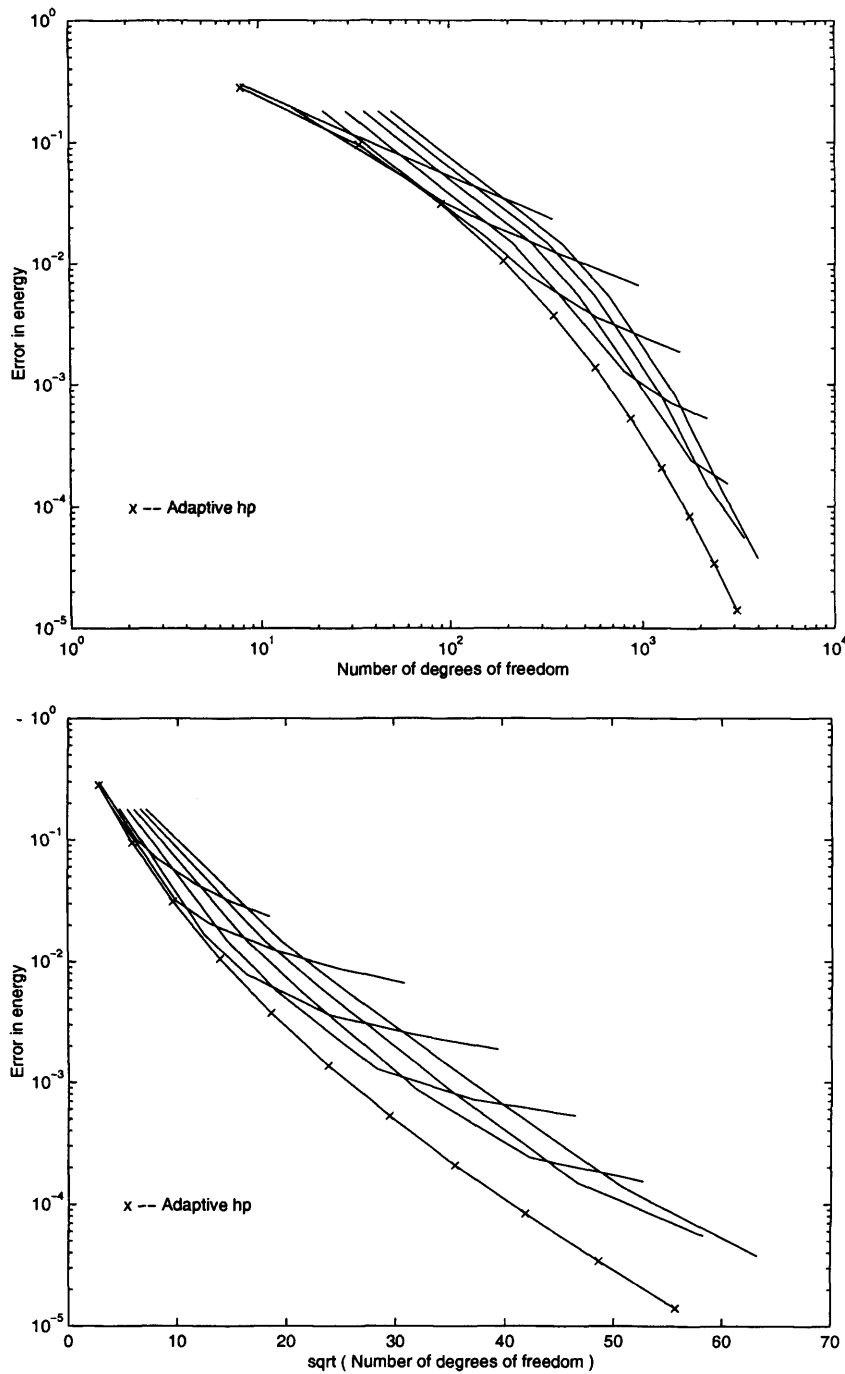 10^0
10^-1
10^-2
10^-3
10^-4
10^-5
Error in energy
x -- Adaptive hp
10^0 10^1 10^2 10^3 10^4
Number of degrees of freedom
10^0
10^-1
10^-2
10^-3
10^-4
10^-5
Error in energy
x -- Adaptive hp
0 10 20 30 40 50 60 70
sqrt ( Number of degrees of freedom )